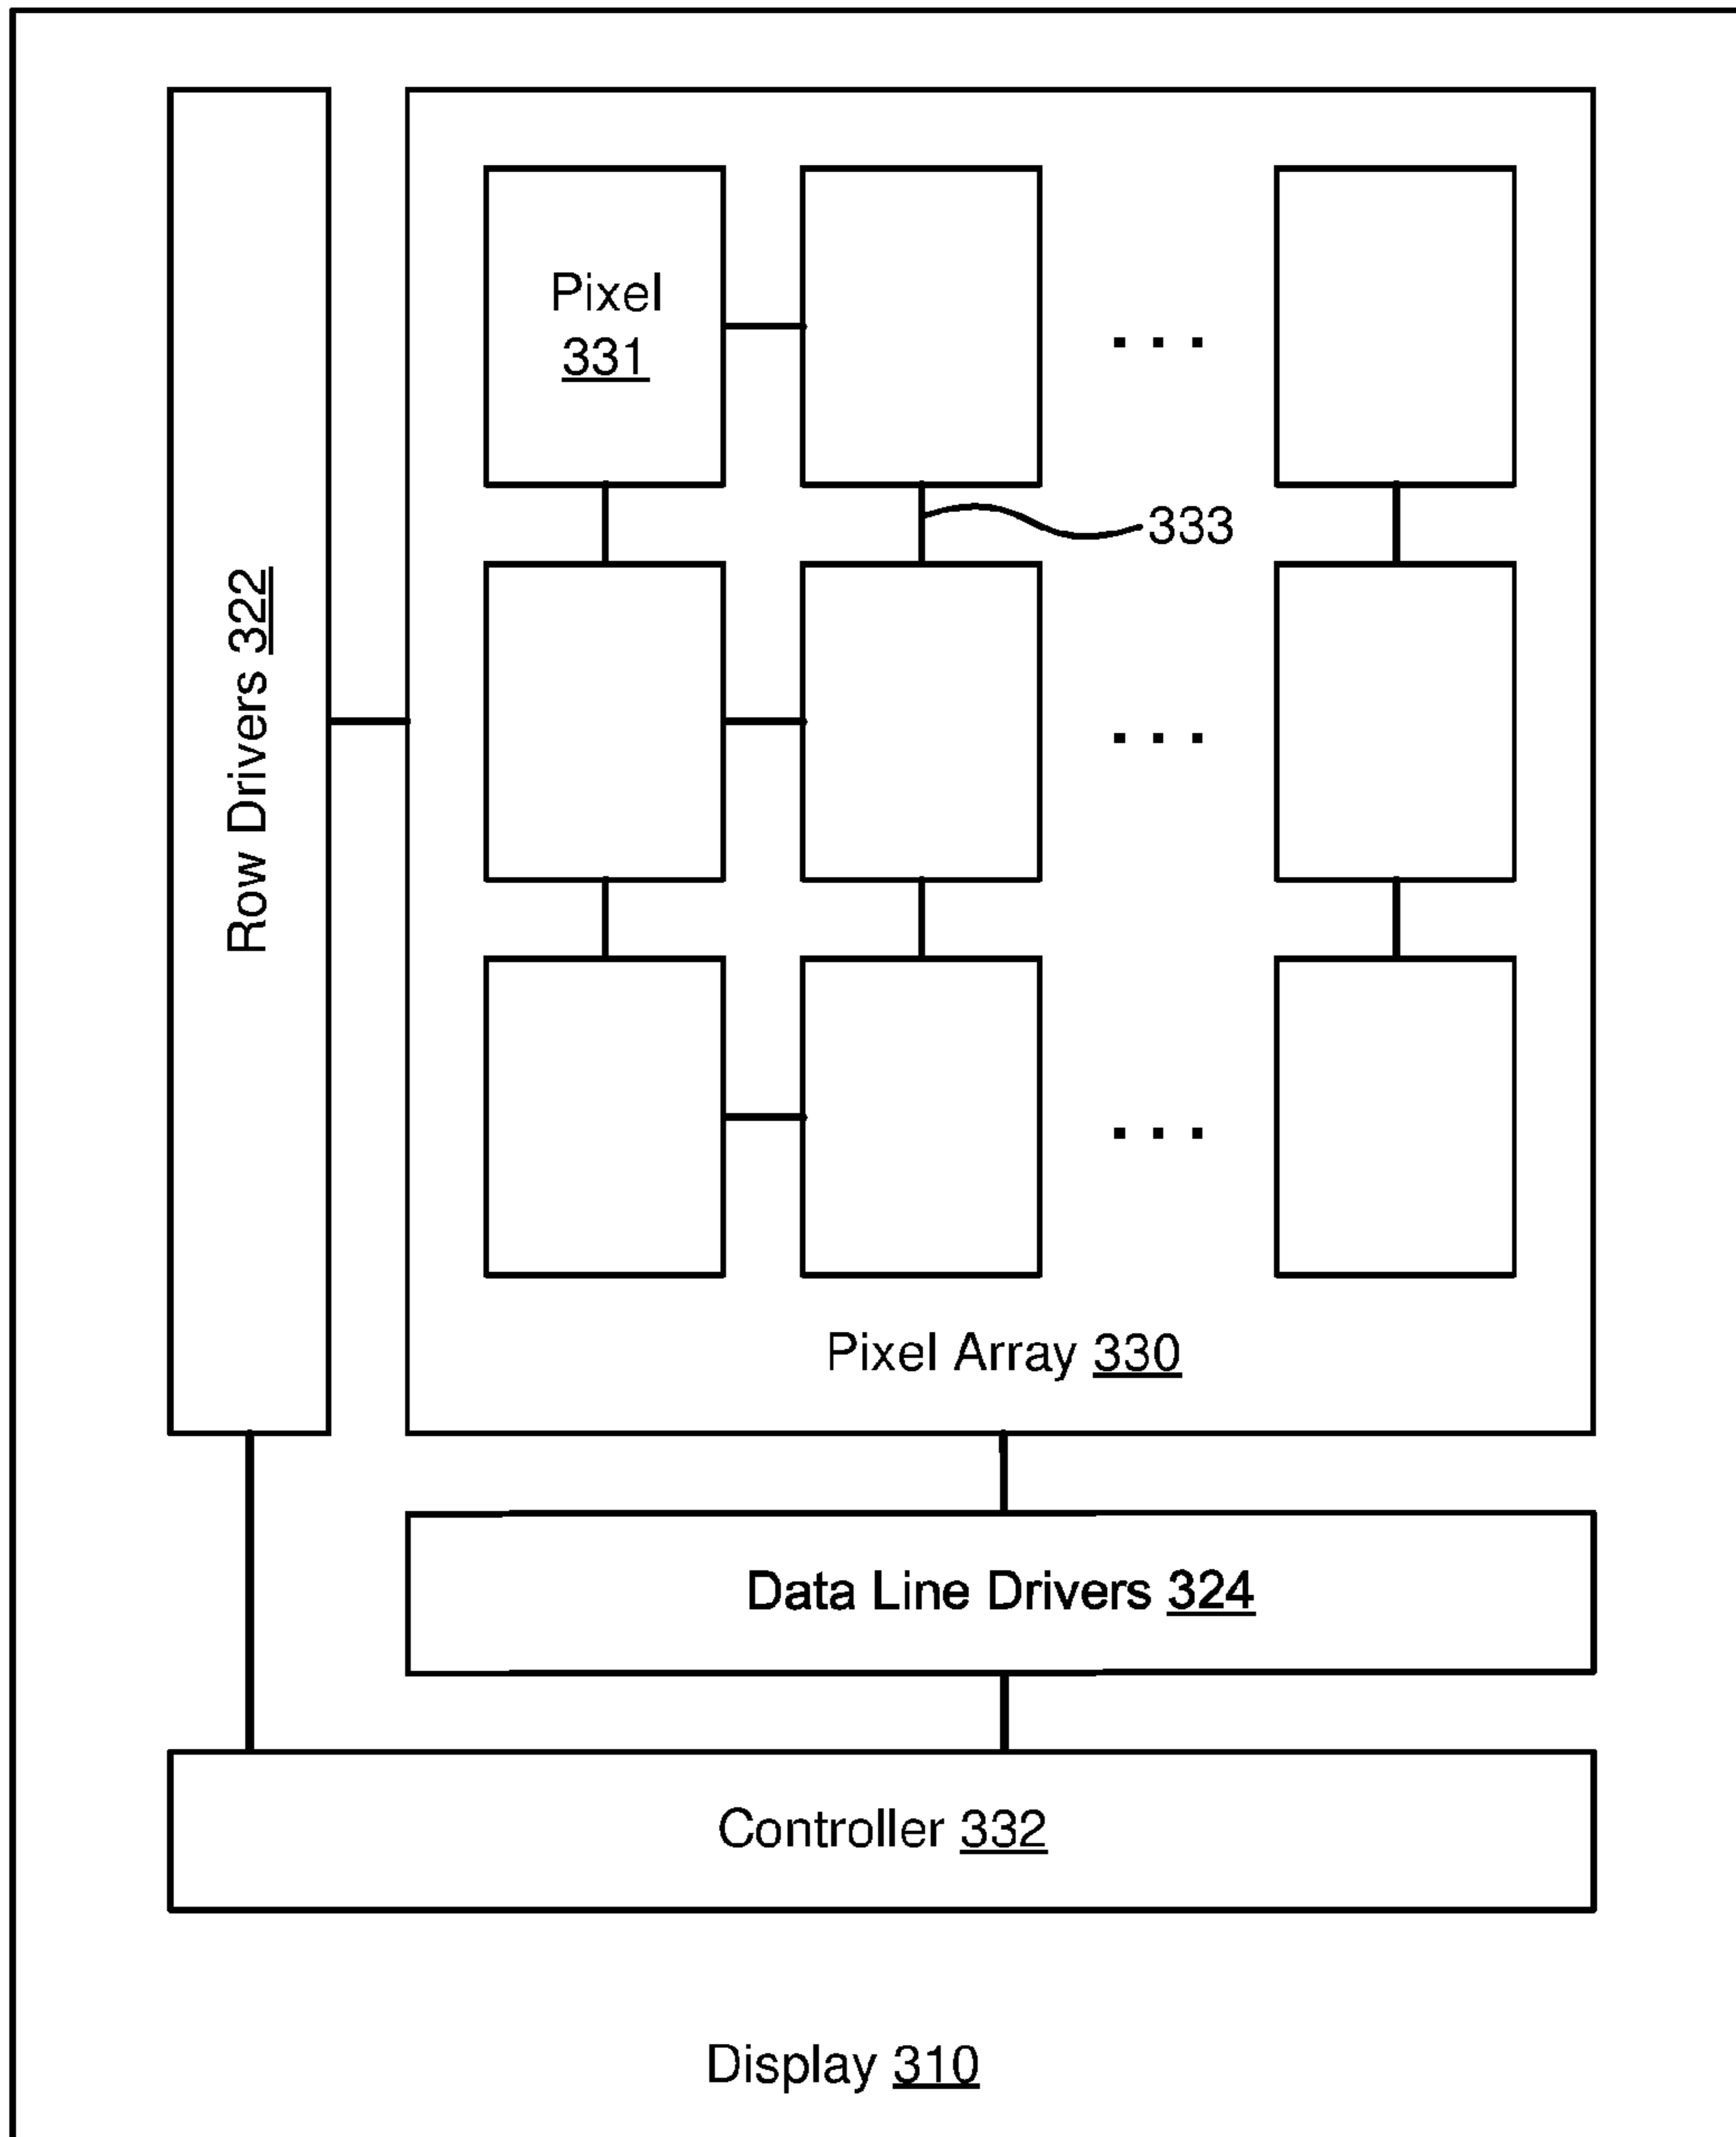 Pixel
331
333
Row Drivers 322
Pixel Array 330
Data Line Drivers 324
Controller 332
Display 310